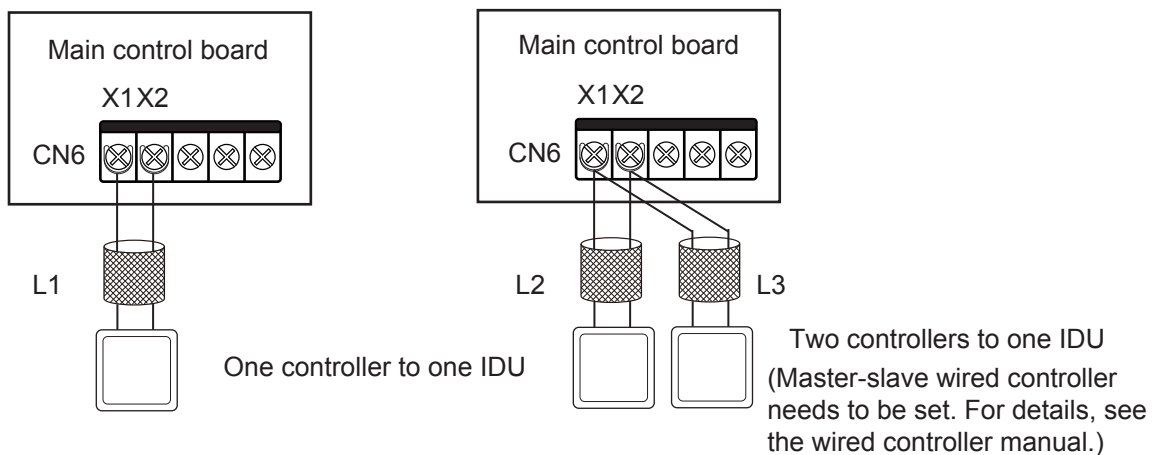 Main control board
X1X2
CN6
L1
One controller to one IDU
Main control board
X1X2
CN6
L2
L3
Two controllers to one IDU
(Master-slave wired controller
needs to be set. For details, see
the wired controller manual.)